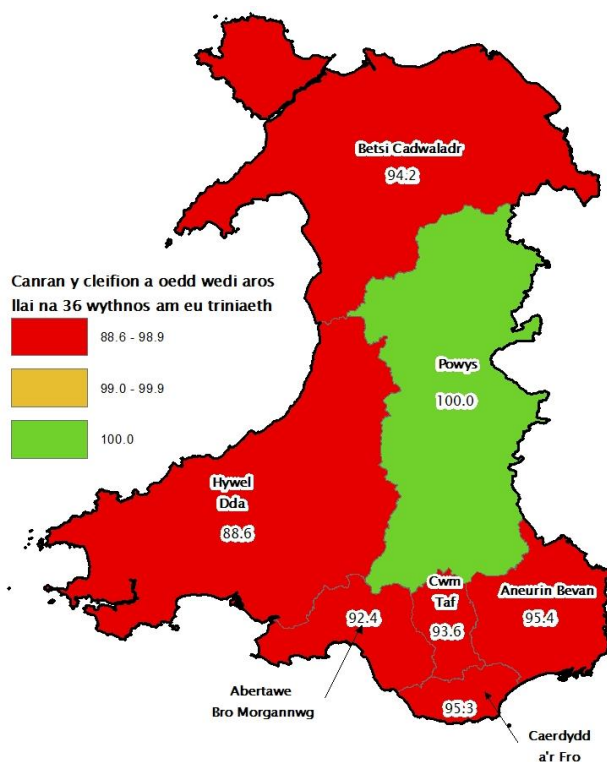 Betsi Cadwaladr
94.2
Canran y cleifion a oedd wedi aros
llai na 36 wythnos am eu triniaeth
88.6 - 98.9
99.0 - 99.9
100.0
Powys
100.0
Hywel
Dda
88.6
Cwm
Taf
93.6
Aneurin Bevan
95.4
92.4
Abertawe
Bro Morgannwg
95.3
Caerdydd
a'r Fro